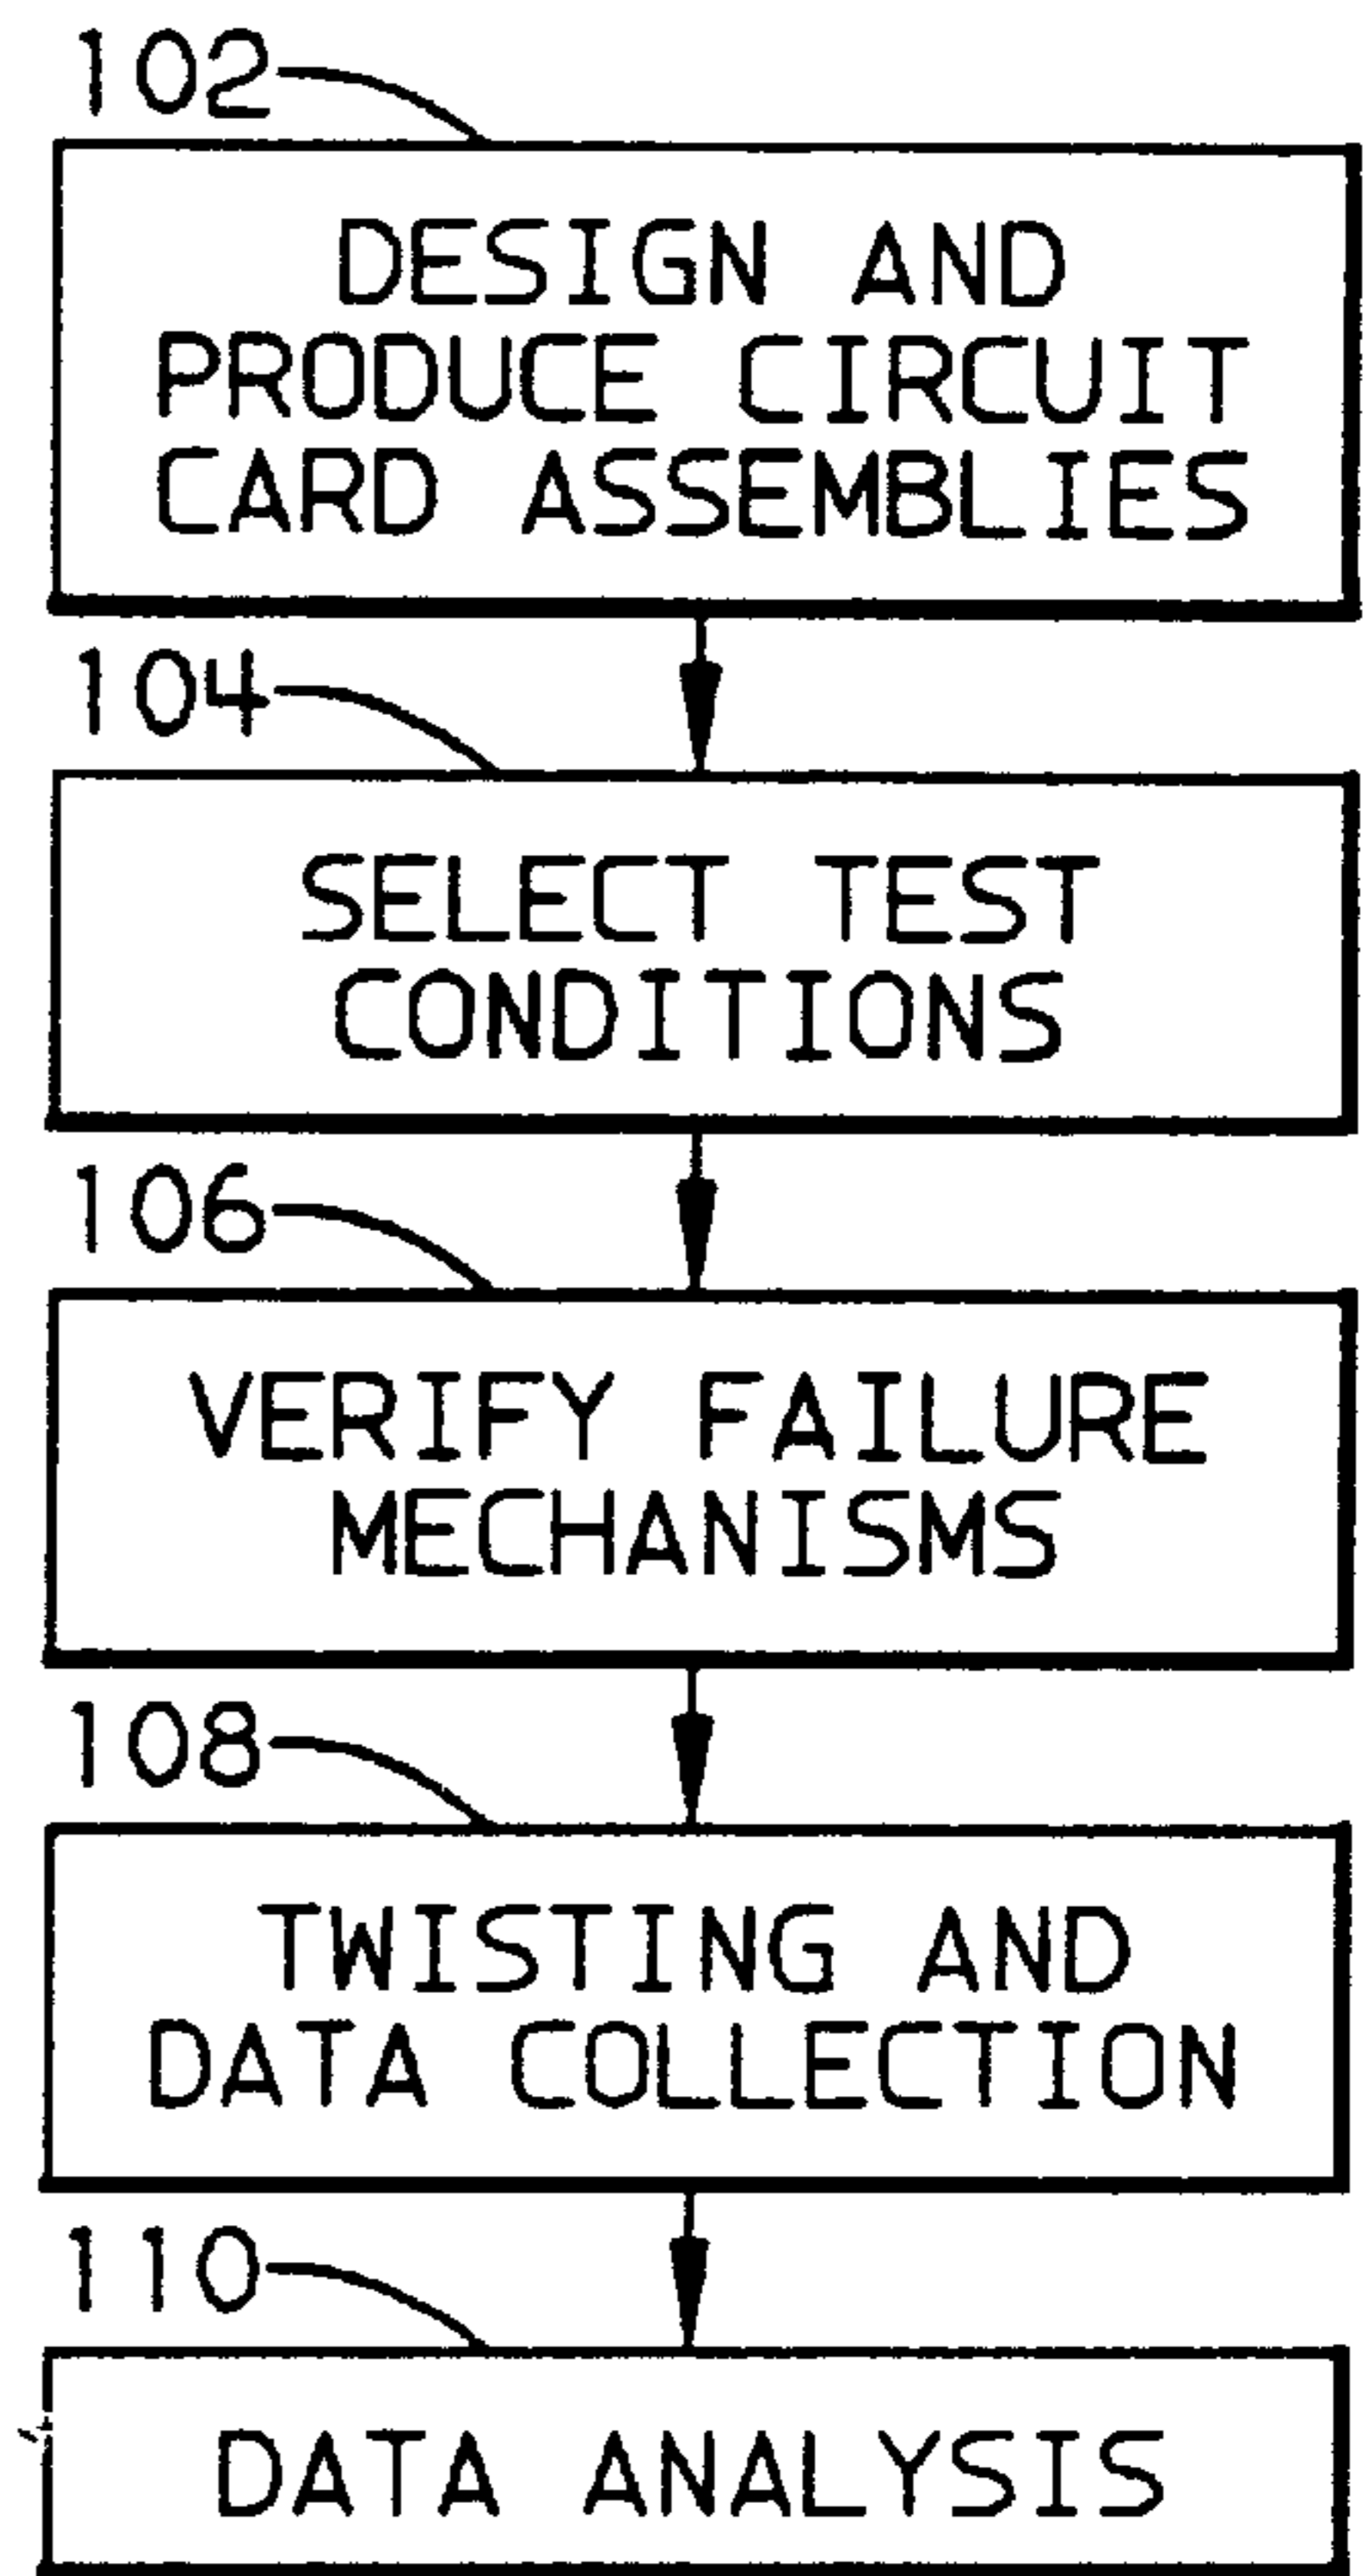 102
DESIGN AND
PRODUCE CIRCUIT
CARD ASSEMBLIES
104
SELECT TEST
CONDITIONS
106
VERIFY FAILURE
MECHANISMS
108
TWISTING AND
DATA COLLECTION
110
DATA ANALYSIS